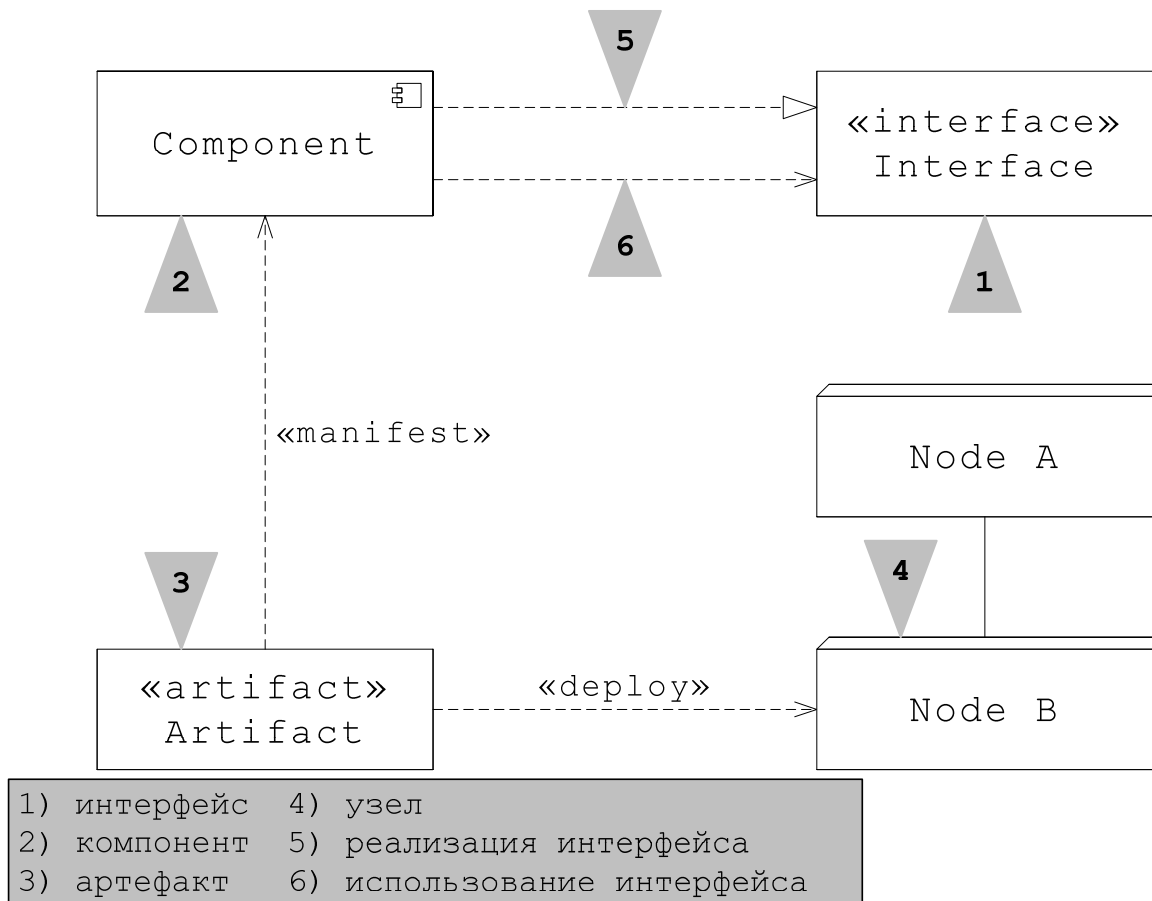 5
Component
«interface»
Interface
2
6
1
«manifest»
Node A
3
4
«artifact»
Artifact
«deploy»
Node B
1) интерфейс 4) узел
2) компонент 5) реализация интерфейса
3) артефакт 6) использование интерфейса